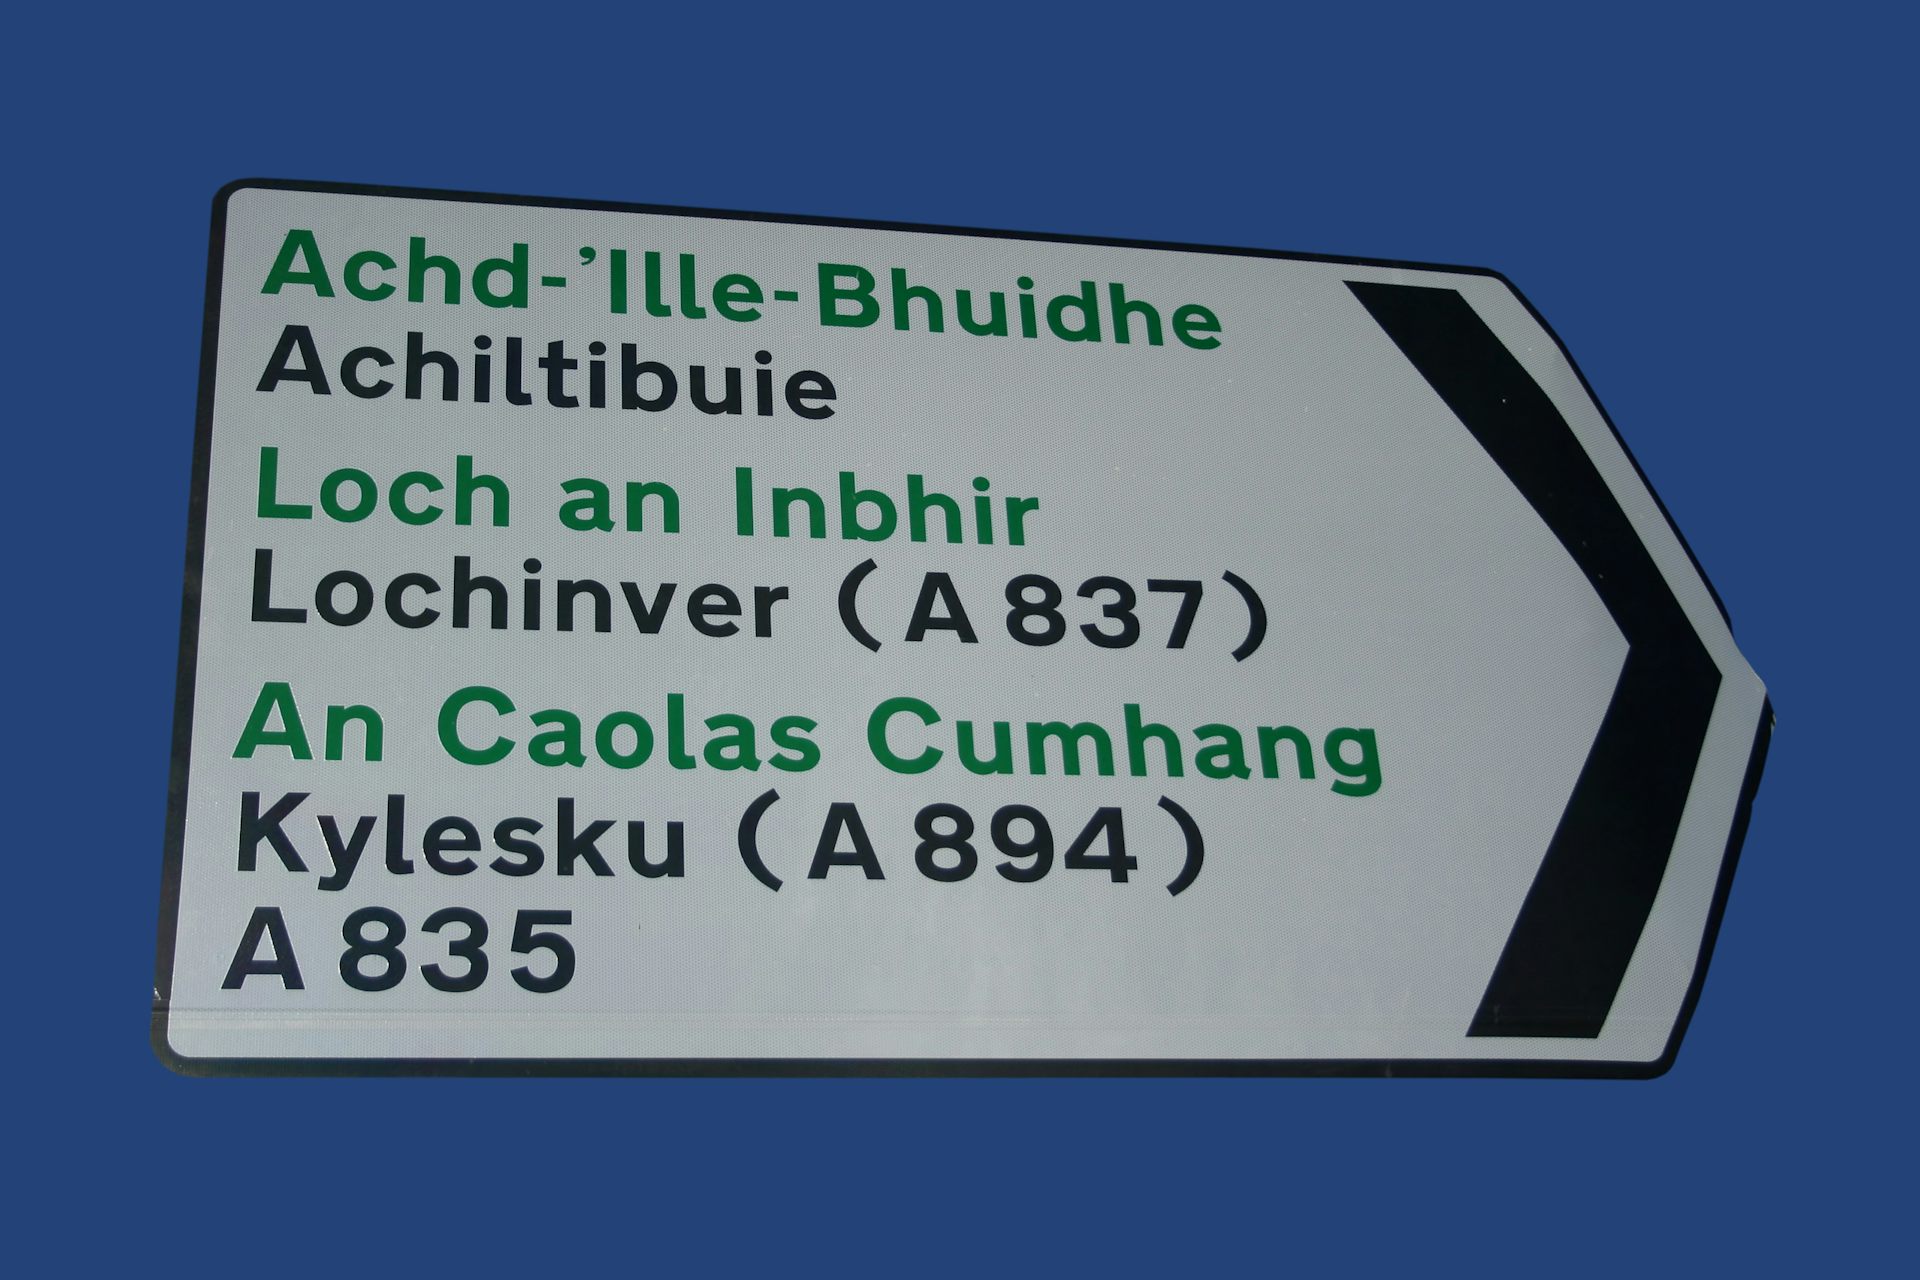 Achd-’Ille-Bhuidhe
Achiltibuie
Loch an Inbhir
Lochinver (A 837)
An Caolas Cumhang
Kylesku (A 894)
A 835